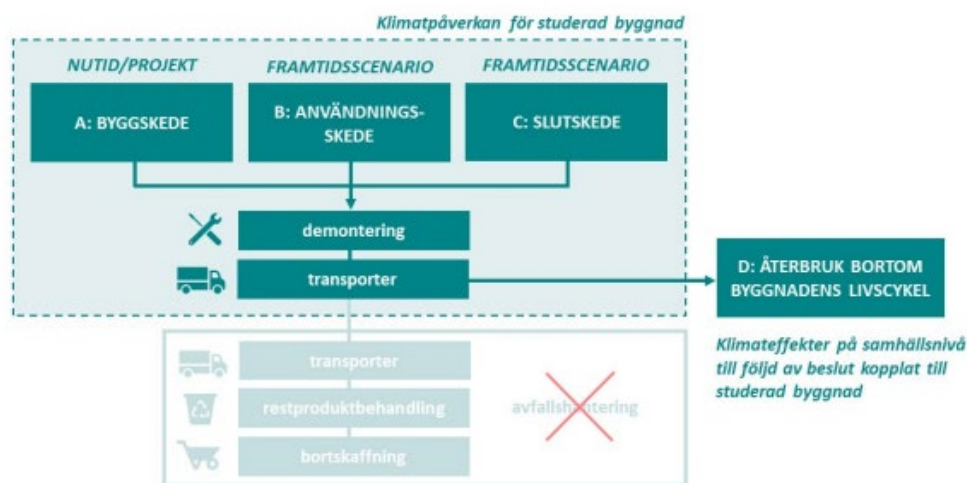 Klimatpåverkan för studerad byggnad
NUTID/PROJEKT
FRAMTIDSSCENARIO
FRAMTIDSSCENARIO
A: BYGGSKEDE
B: ANVÄNDNINGS-
SKEDE
C: SLUTSKEDE
demontering
transporter
D: ÅTERBRUK BORTOM
BYGGNADENS LIVSCYKEL
Klimateffekter på samhällsnivå
till följd av beslut kopplat till
studerad byggnad
transporter
restproduktbehandling
avfallshantering
bortskaffning